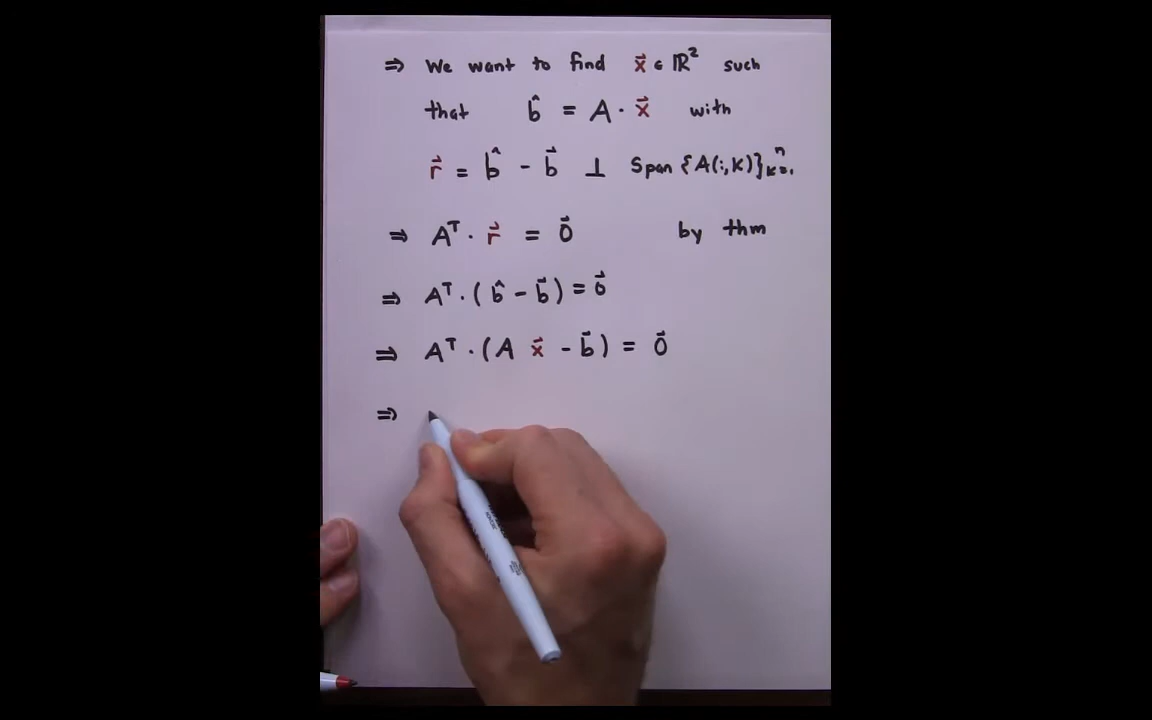 ⇒ We want to find x⃗ ∈ ℝ² such
that b̂ = A · x⃗ with
r⃗ = b̂ - b⃗ ⊥ Span {A(:,K)}ⁿₖ₌₁
⇒ Aᵀ · r⃗ = 0⃗ by thm
⇒ Aᵀ · ( b̂ - b⃗ ) = 0⃗
⇒ Aᵀ · (A x⃗ - b⃗ ) = 0⃗
⇒